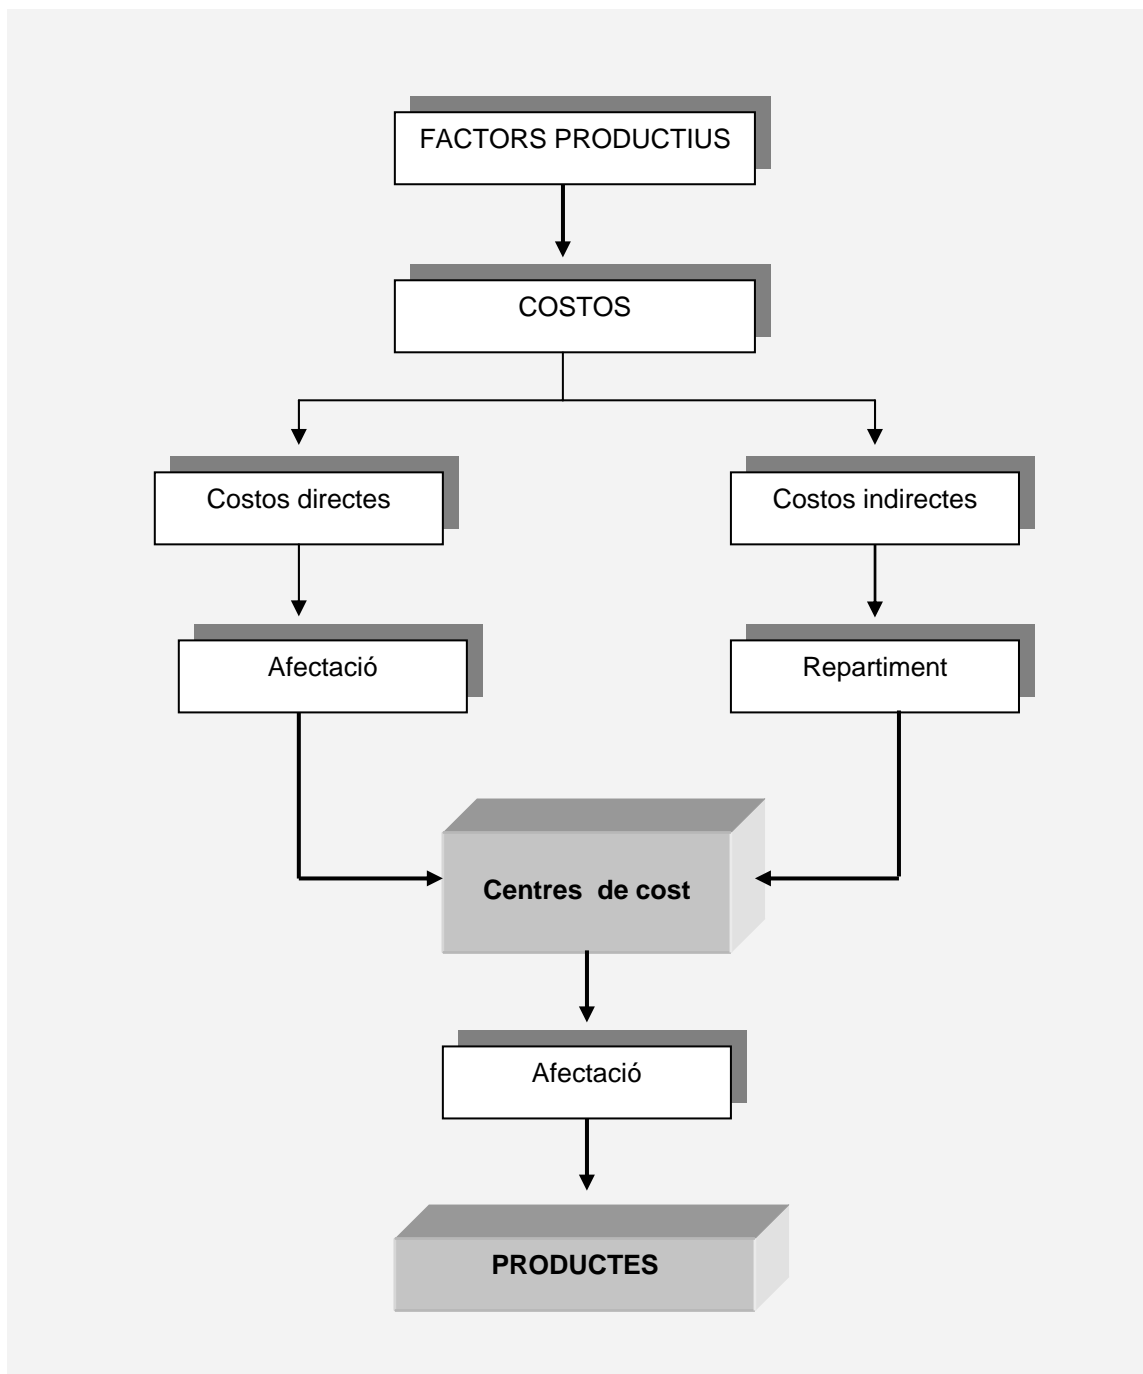 FACTORS PRODUCTIUS
COSTOS
Costos directes
Costos indirectes
Afectació
Repartiment
Centres de cost
Afectació
PRODUCTES